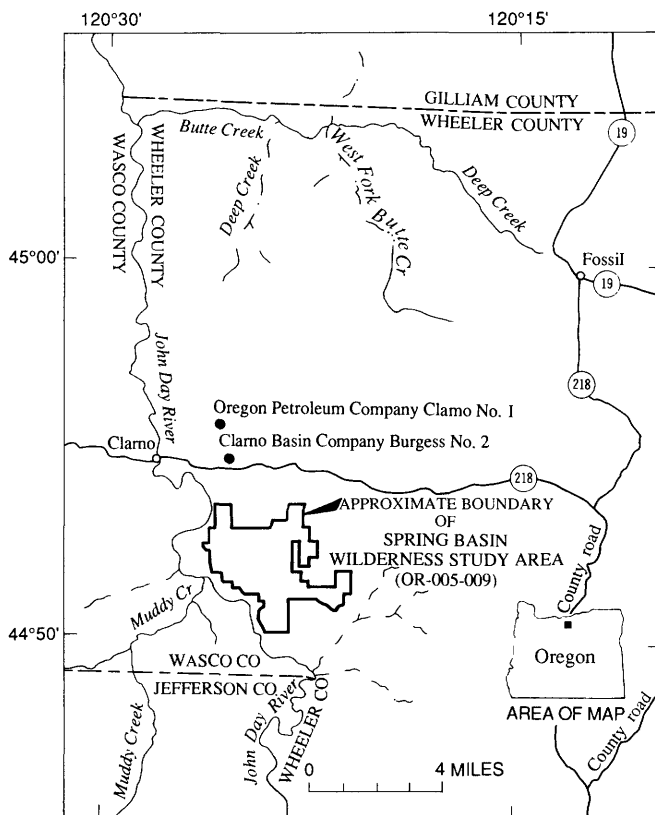 120°30'
120°15'
GILLIAM COUNTY
WHEELER COUNTY
19
Butte Creek
WASCO COUNTY
WHEELER COUNTY
Deep Creek
West Fork Butte Cr
Deep Creek
45°00'
Fossil
19
John Day River
218
Oregon Petroleum Company Clamo No. 1
Clarno
Clarno Basin Company Burgess No. 2
218
APPROXIMATE BOUNDARY
OF
SPRING BASIN
WILDERNESS STUDY AREA
(OR-005-009)
County road
Muddy Cr
44°50'
WASCO CO
JEFFERSON CO
Oregon
AREA OF MAP
Muddy Creek
John Day River
WHEELER CO
County road
0 4 MILES